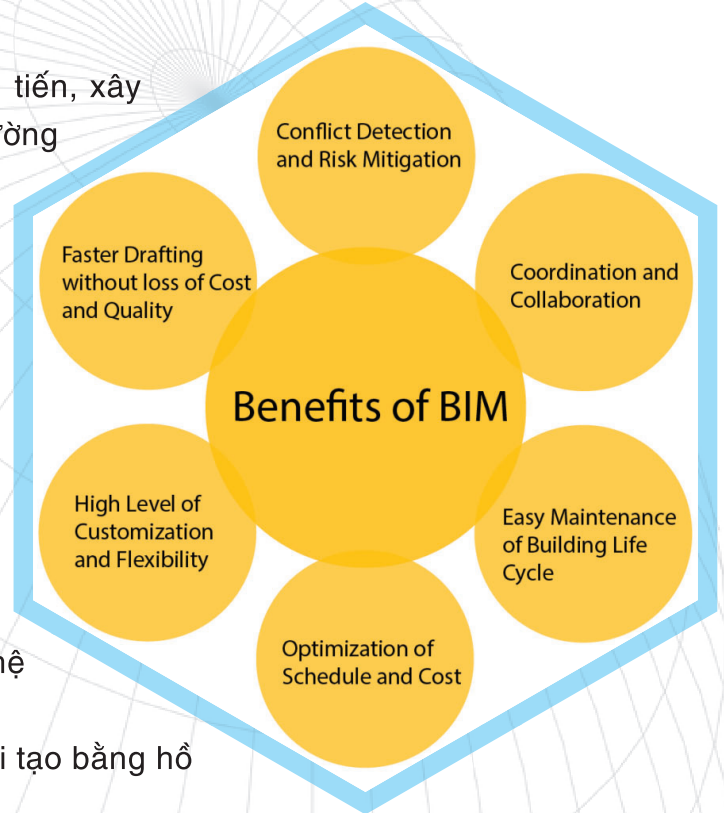 tiến, xây
Conflict Detection
and Risk Mitigation
Faster Drafting
without loss of Cost
and Quality
Coordination and
Collaboration
Benefits of BIM
High Level of
Customization
and Flexibility
Easy Maintenance
of Building Life
Cycle
Optimization of
Schedule and Cost
tạo bằng hồ